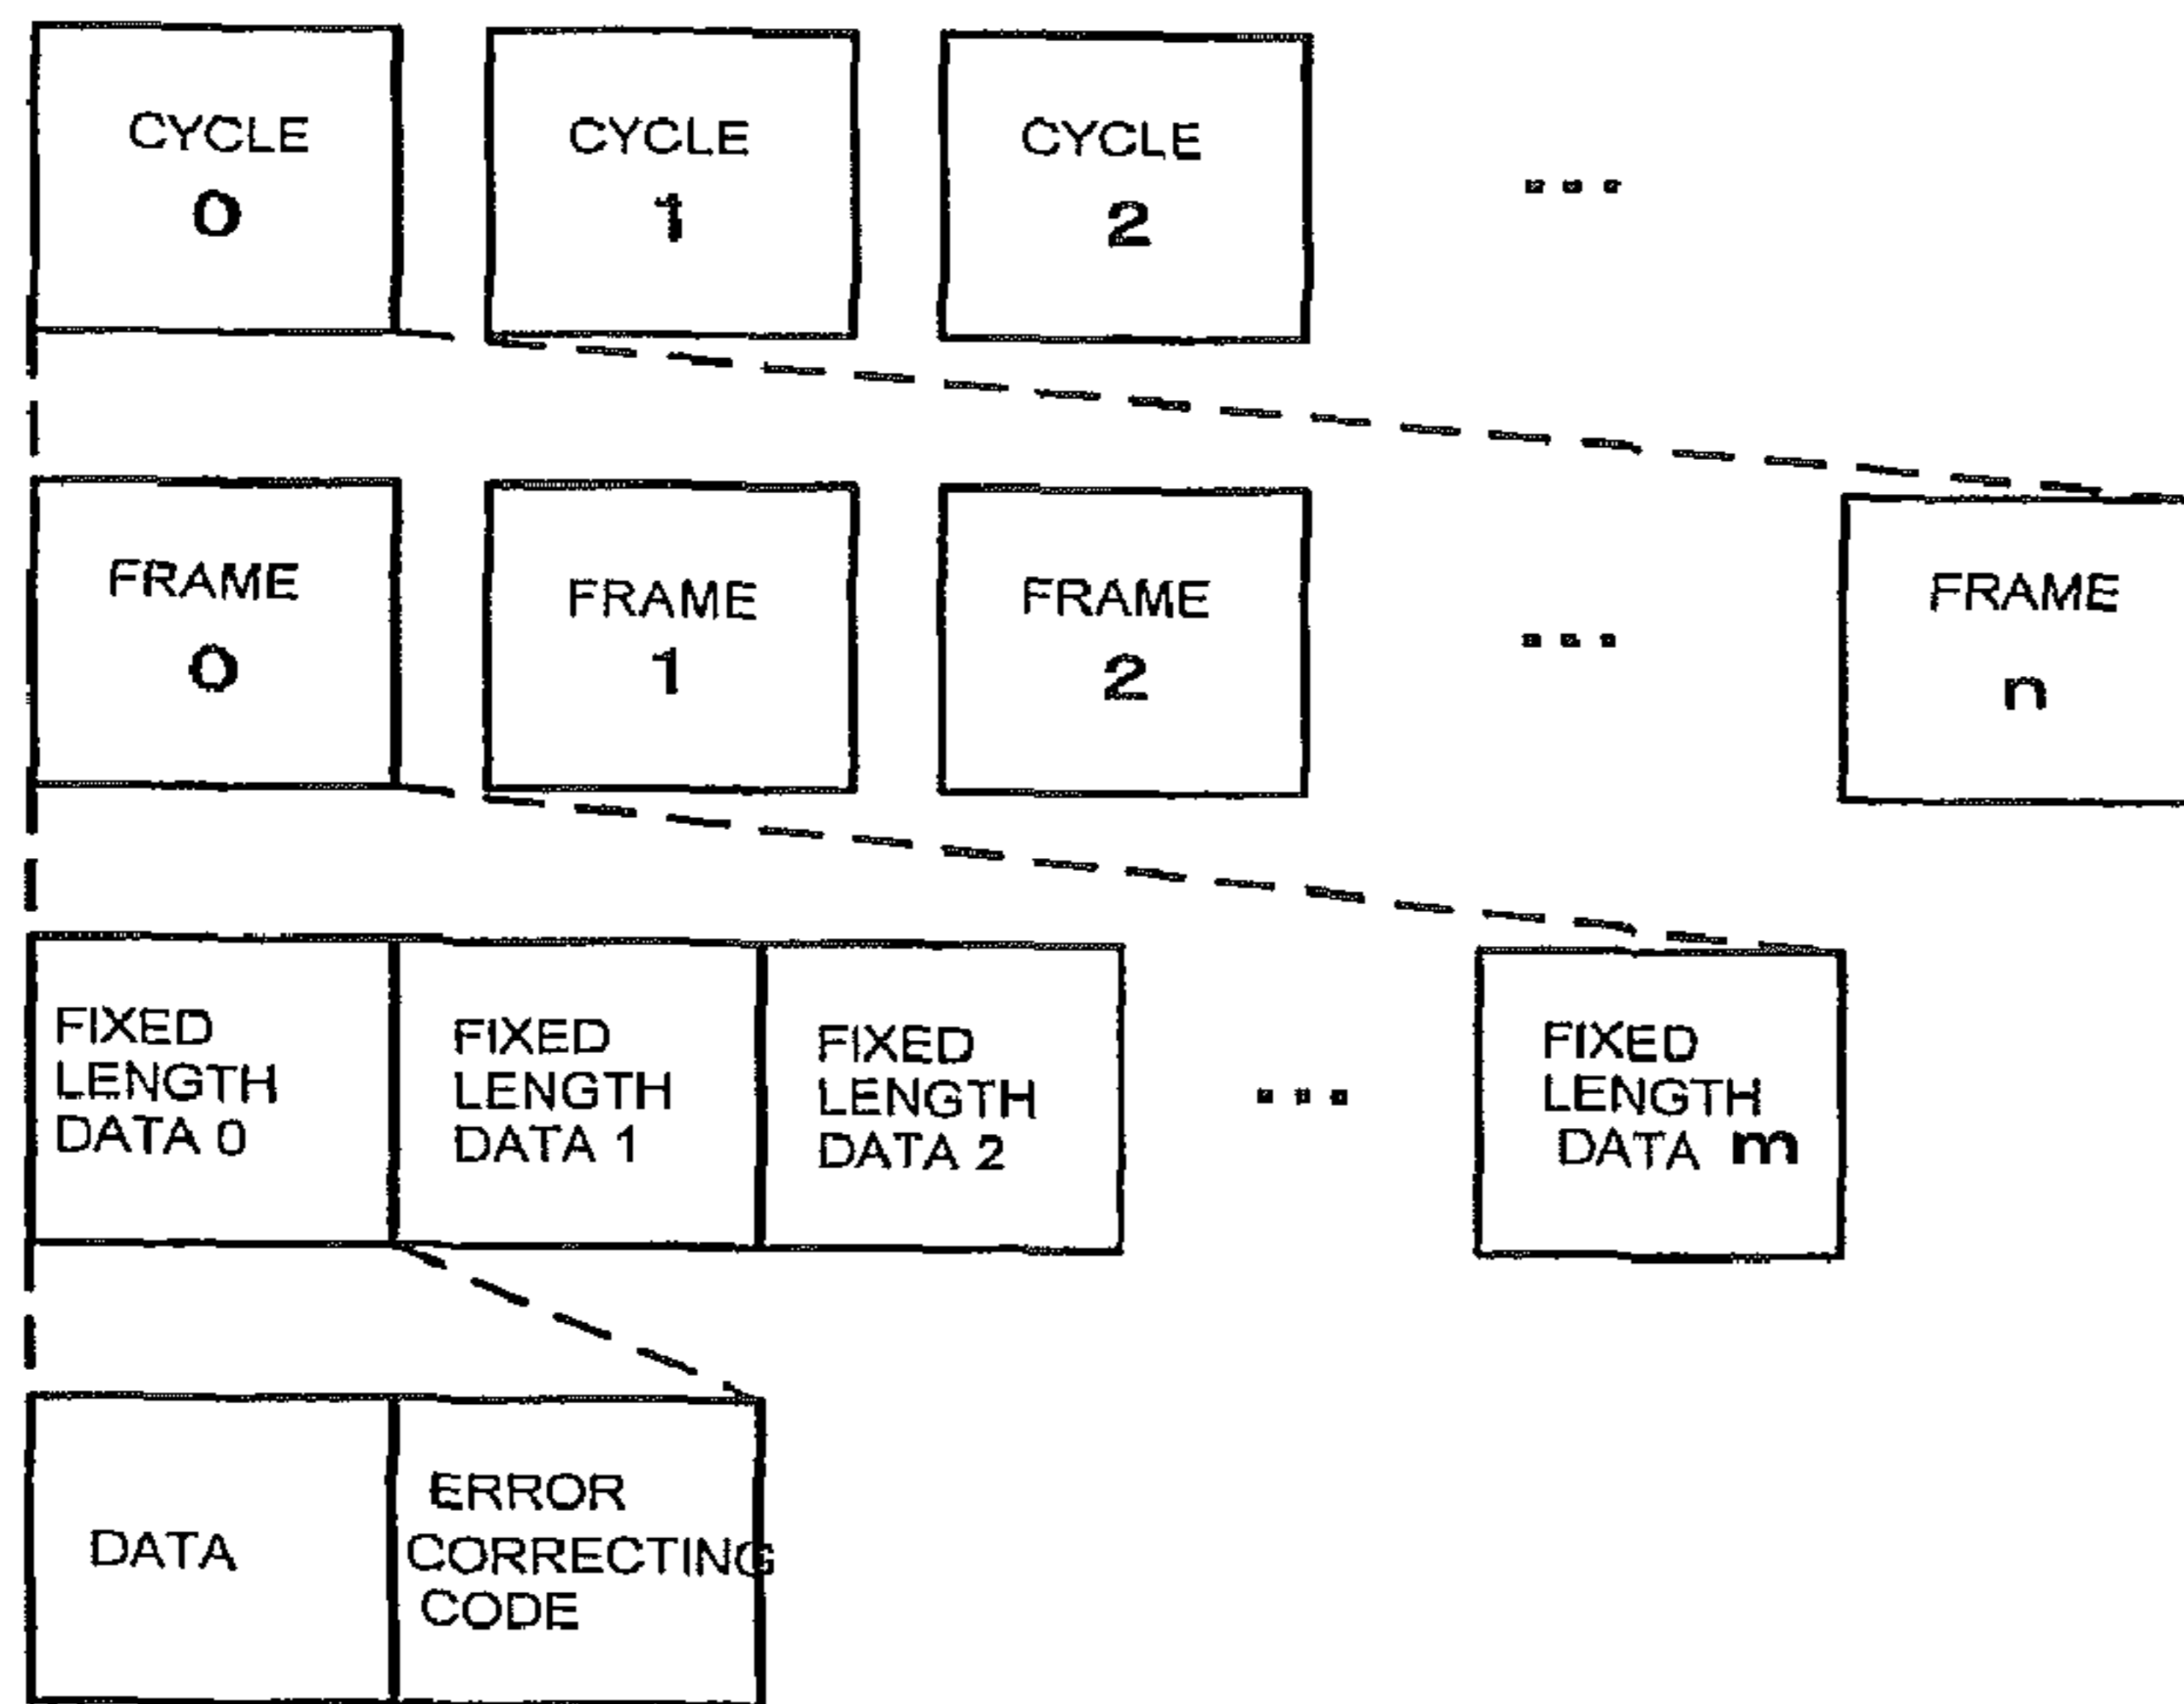 CYCLE
0
CYCLE
1
CYCLE
2
...
FRAME
0
FRAME
1
FRAME
2
...
FRAME
n
FIXED
LENGTH
DATA 0
FIXED
LENGTH
DATA 1
FIXED
LENGTH
DATA 2
...
FIXED
LENGTH
DATA m
DATA
ERROR
CORRECTING
CODE